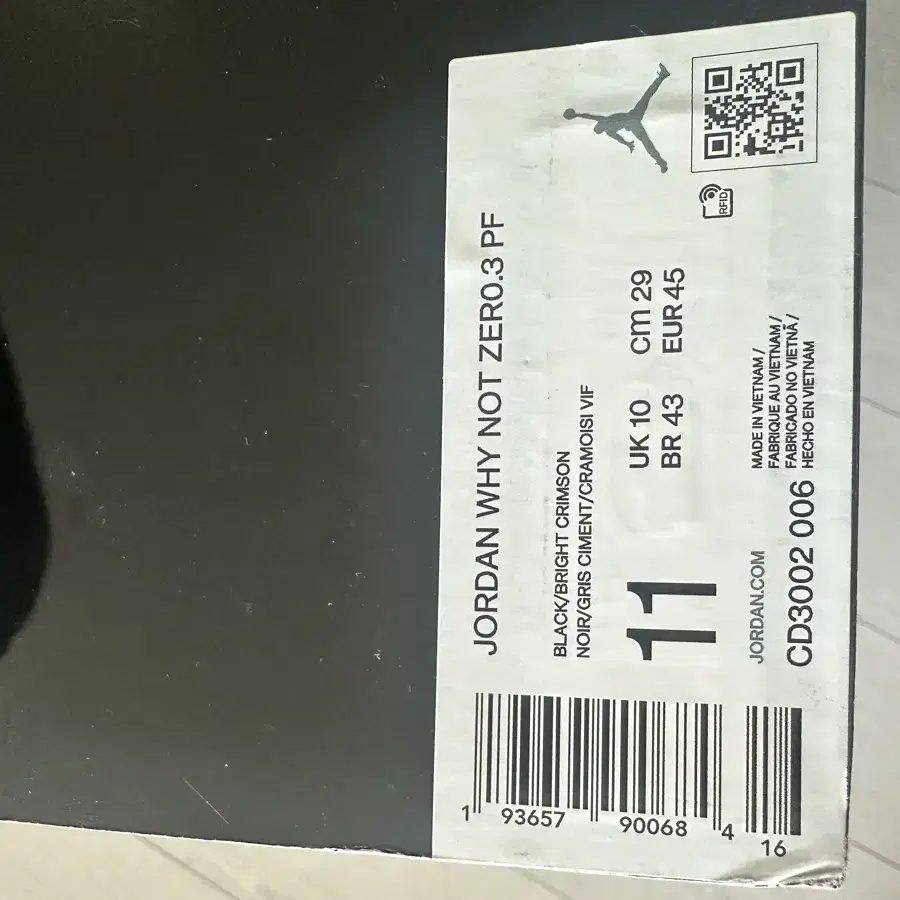 JORDAN WHY NOT ZER0.3 PF
BLACK/BRIGHT CRIMSON
NOIR/GRIS CIMENT/CRAMOISI VIF
11
UK 10
cm 29
BR 43
EUR 45
RFID
JORDAN.COM
CD3002 006
MADE IN VIETNAM /
FABRIQUE AU VIETNAM /
FABRICADO NO VIETNÃ /
HECHO EN VIETNAM
1 93657 90068 4
16